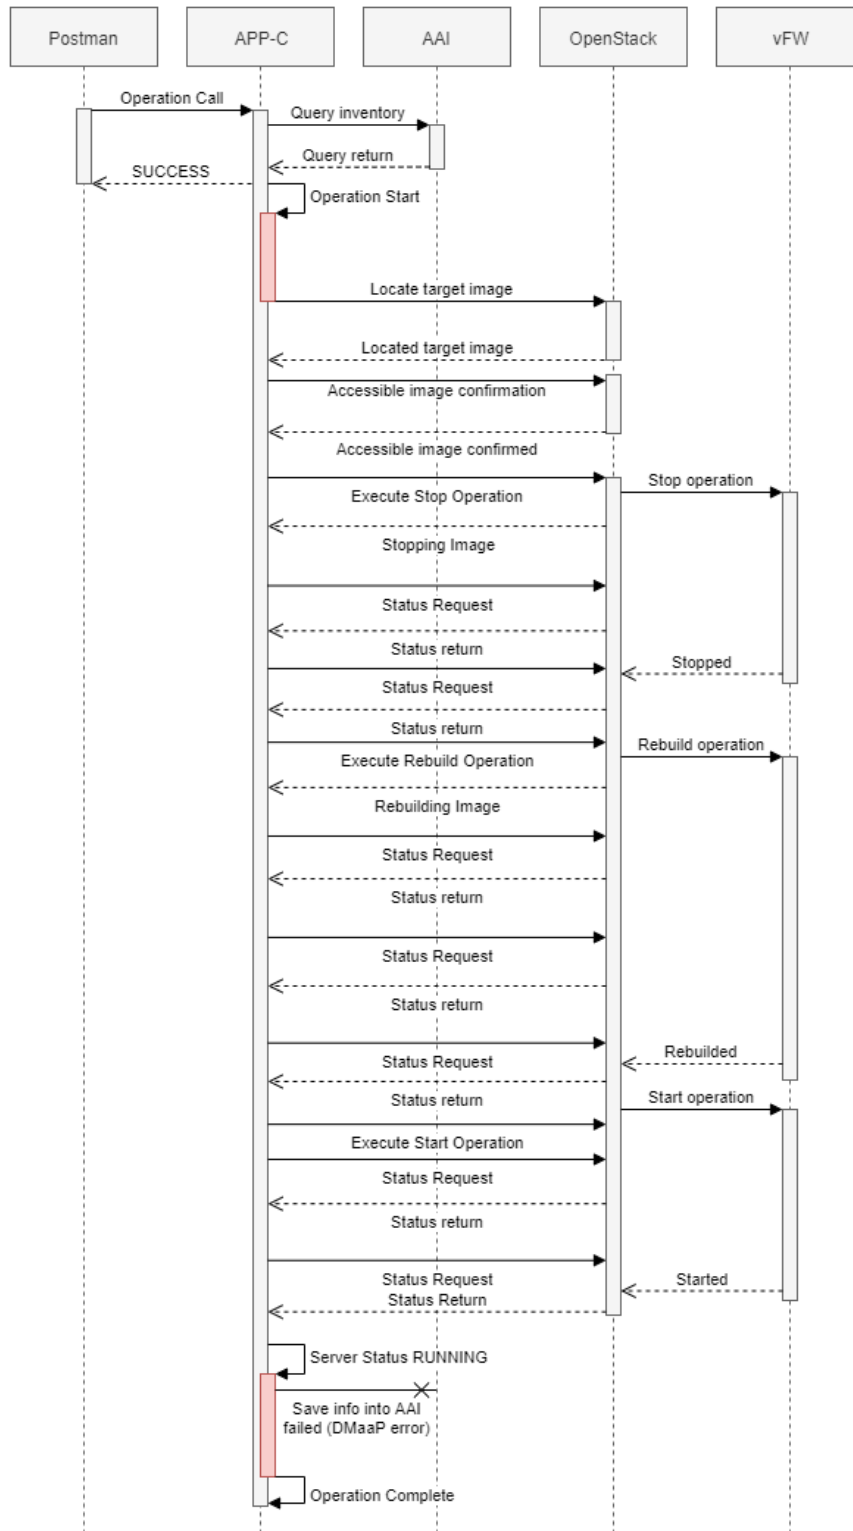 Postman
APP-C
AAI
OpenStack
vFW
Operation Call
Query inventory
Query return
SUCCESS
Operation Start
Locate target image
Located target image
Accessible image confirmation
Accessible image confirmed
Stop operation
Execute Stop Operation
Stopping Image
Status Request
Status return
Stopped
Status Request
Status return
Rebuild operation
Execute Rebuild Operation
Rebuilding Image
Status Request
Status return
Status Request
Status return
Rebuilded
Status Request
Status return
Start operation
Execute Start Operation
Status Request
Status return
Status Request
Started
Status Return
Server Status RUNNING
Save info into AAI
failed (DMaaP error)
Operation Complete